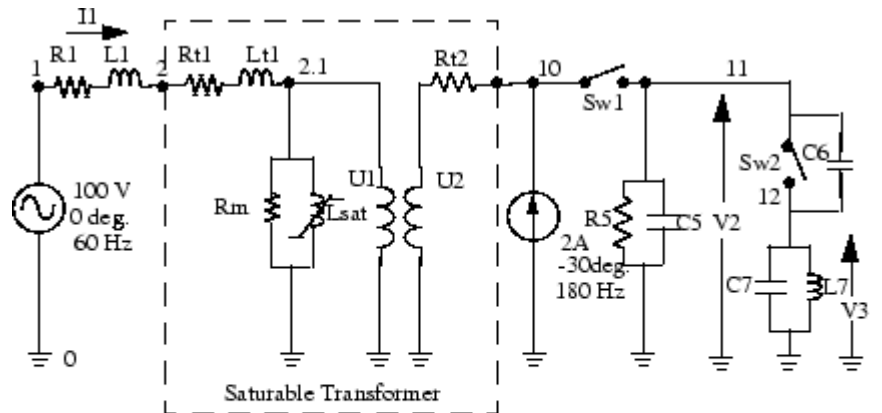 I1
R1
L1
Rt1
Lt1
Rt2
1
2
2.1
10
11
Sw1
Sw2
C6
12
100 V
0 deg.
60 Hz
Rm
Lsat
U1
U2
2A
-30deg.
180 Hz
R5
C5
V2
C7
L7
V3
0
Saturable Transformer